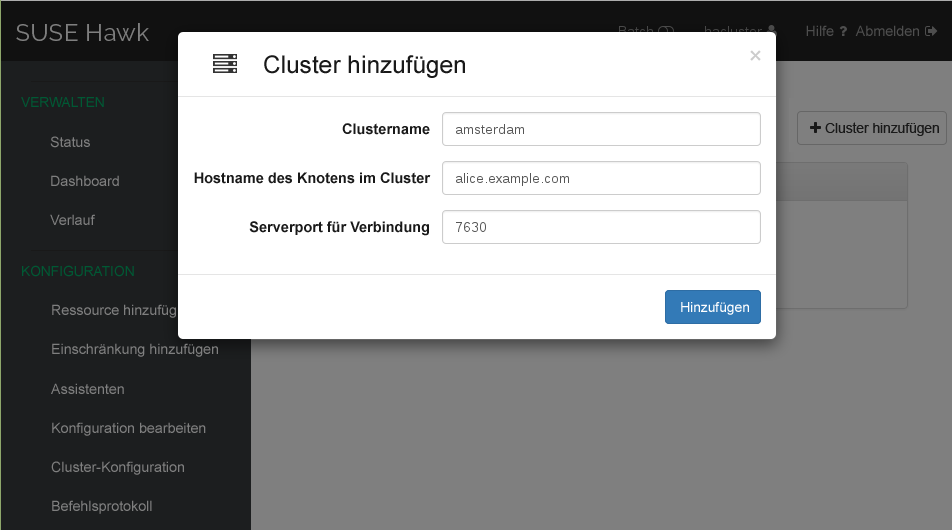 SUSE Hawk
Batch hacluster Hilfe ? Abmelden
Cluster hinzufügen
×
Clustername amsterdam
Hostname des Knotens im Cluster alice.example.com
Serverport für Verbindung 7630
Hinzufügen
VERWALTEN
Status
Dashboard
Verlauf
KONFIGURATION
Ressource hinzufüg
Einschränkung hinzufügen
Assistenten
Konfiguration bearbeiten
Cluster-Konfiguration
Befehlsprotokoll
+ Cluster hinzufügen